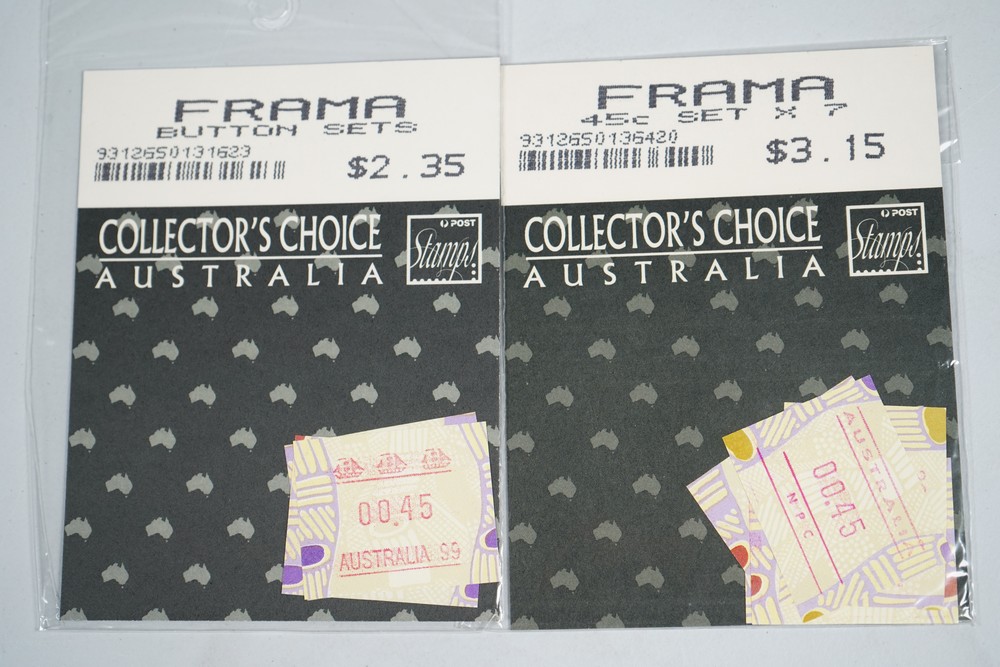 FRAMA
BUTTON SETS
9312650131623
$2.35
COLLECTOR'S CHOICE
AUSTRALIA
POST
Stamps!
00.45
AUSTRALIA 99
FRAMA
45c SET X 7
9312650136420
$3.15
COLLECTOR'S CHOICE
AUSTRALIA
POST
Stamps!
AUSTRALIA
00.45
NPC